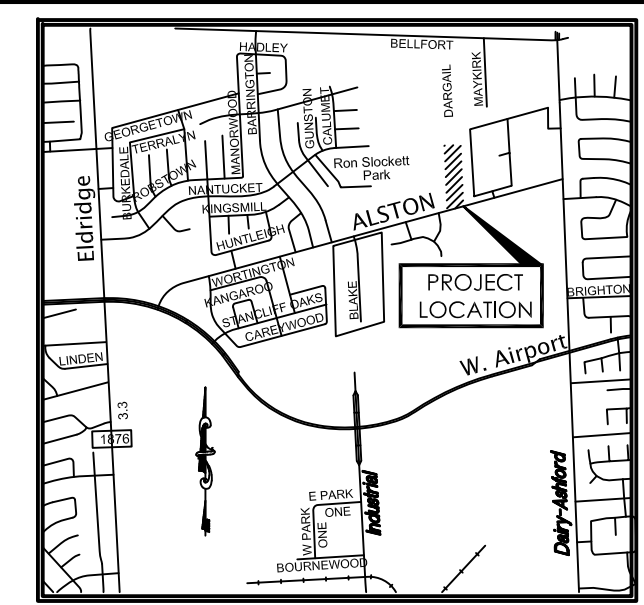 HADLEY
BELLFORT
BARRINGTON
MANORWOOD
GEORGETOWN
TERRALYN
BURKEDALE
ROBSTOWN
GUNSTON
CALUMET
DARGAIL
MAYKIRK
Ron Slockett
Park
NANTUCKET
KINGSMILL
Eldridge
HUNTLEIGH
ALSTON
WORTINGTON
KANGAROO
STANCLIFF OAKS
CAREYWOOD
BLAKE
PROJECT
LOCATION
BRIGHTON
W. Airport
LINDEN
3.3
1876
Industrial
Dairy-Ashford
E PARK
ONE
W PARK
ONE
BOURNEWOOD